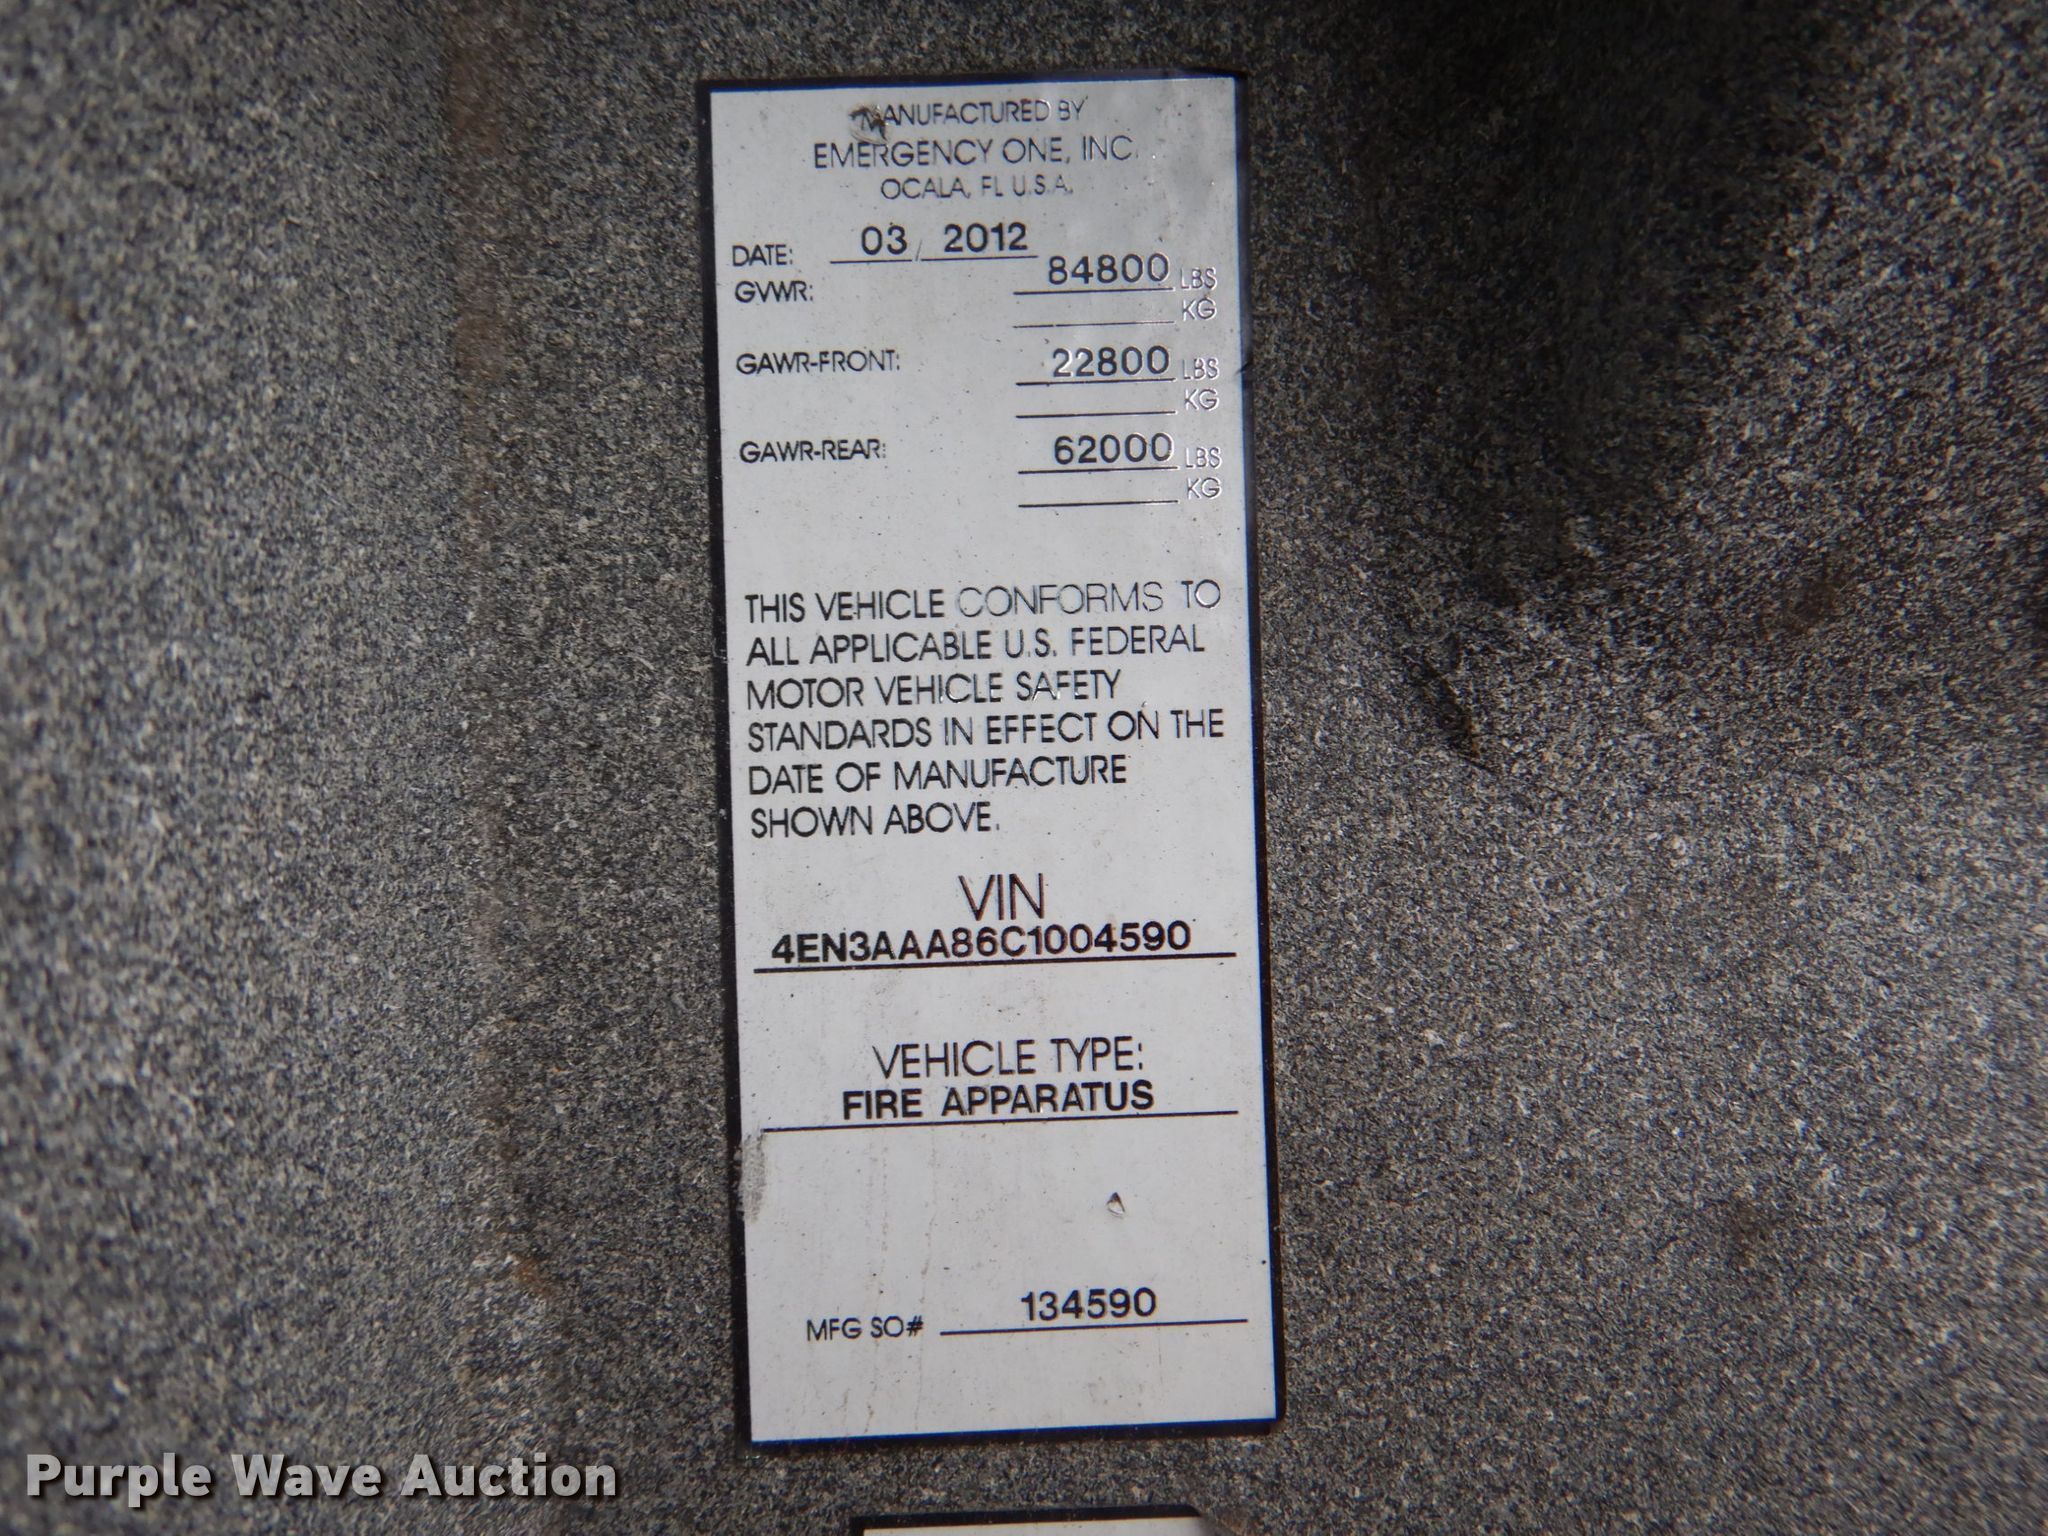 MANUFACTURED BY
EMERGENCY ONE, INC.
OCALA, FL U.S.A.
DATE: 03 / 2012
GVWR: 84800 LBS
KG
GAWR-FRONT: 22800 LBS
KG
GAWR-REAR: 62000 LBS
KG
THIS VEHICLE CONFORMS TO
ALL APPLICABLE U.S. FEDERAL
MOTOR VEHICLE SAFETY
STANDARDS IN EFFECT ON THE
DATE OF MANUFACTURE
SHOWN ABOVE.
VIN
4EN3AAA86C1004590
VEHICLE TYPE:
FIRE APPARATUS
MFG SO# 134590
Purple Wave Auction